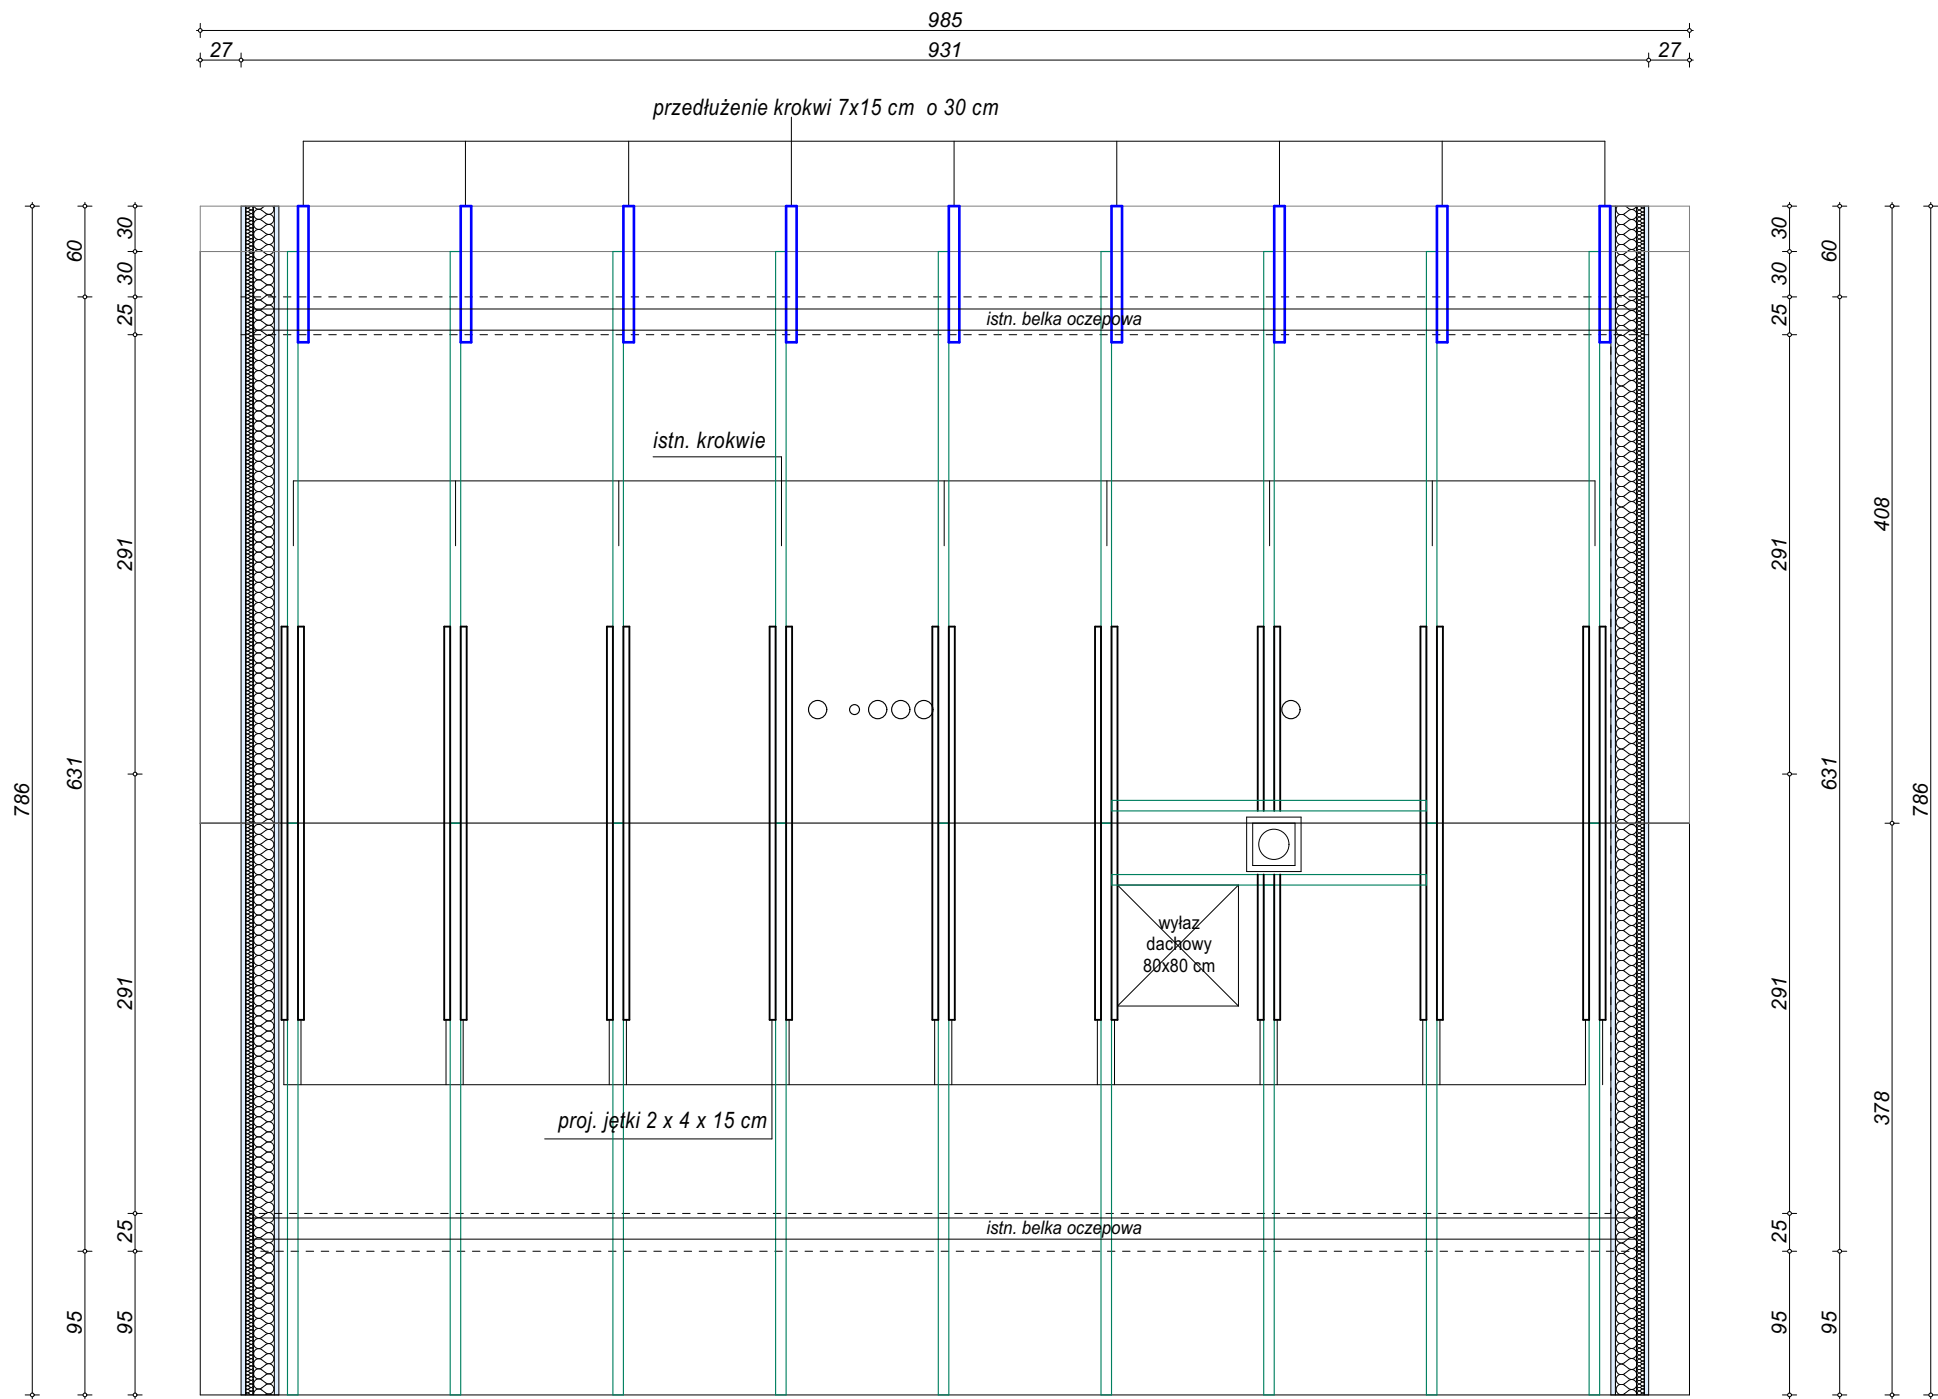 985
27 931 27
przedłużenie krokwi 7x15 cm o 30 cm
30
60
30
25
291
631
786
291
25
95
95
30
60
30
25
408
291
631
786
291
378
25
95
95
istn. belka oczepowa
istn. krokwie
wyłaz
dachowy
80x80 cm
proj. jętki 2 x 4 x 15 cm
istn. belka oczepowa